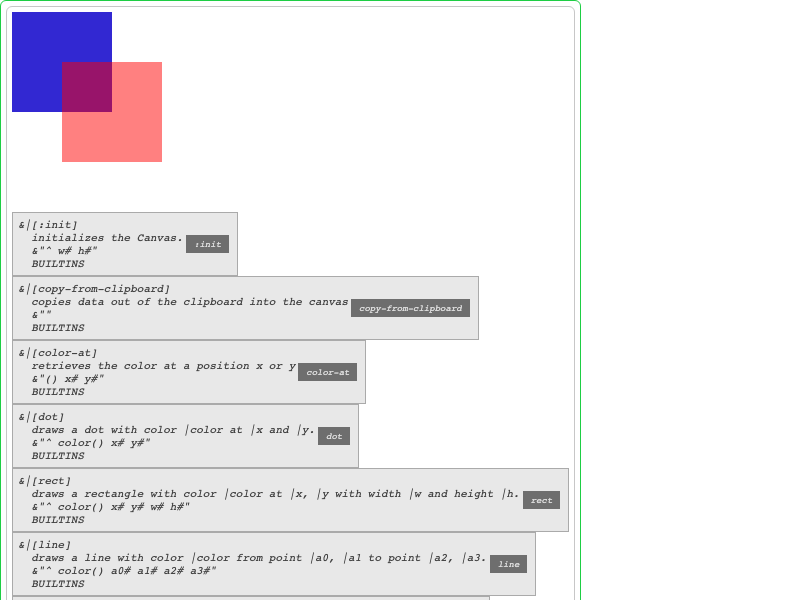 &|[:init]
initializes the Canvas.
&"^ w# h#"
BUILTINS
:init
&|[copy-from-clipboard]
copies data out of the clipboard into the canvas
&""
BUILTINS
copy-from-clipboard
&|[color-at]
retrieves the color at a position x or y
&"() x# y#"
BUILTINS
color-at
&|[dot]
draws a dot with color |color at |x and |y.
&"^ color() x# y#"
BUILTINS
dot
&|[rect]
draws a rectangle with color |color at |x, |y with width |w and height |h.
&"^ color() x# y# w# h#"
BUILTINS
rect
&|[line]
draws a line with color |color from point |a0, |a1 to point |a2, |a3.
&"^ color() a0# a1# a2# a3#"
BUILTINS
line